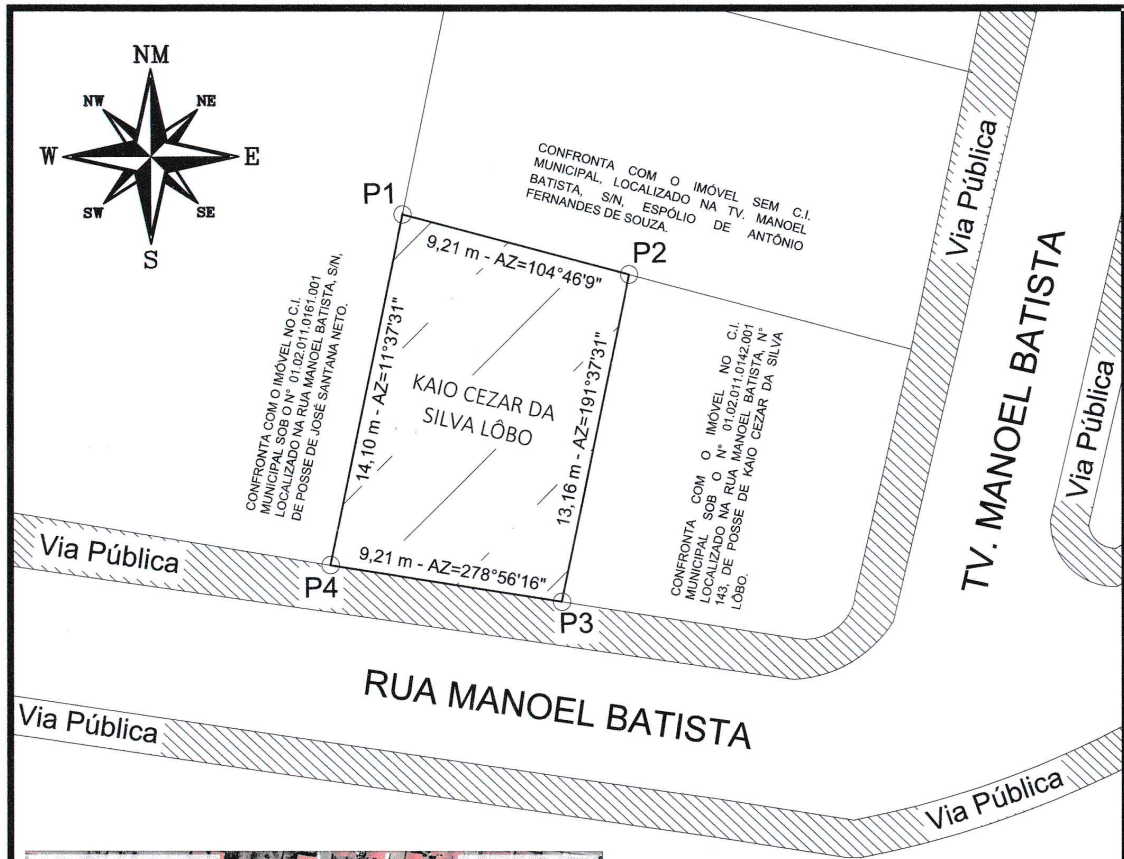 NM
NW
NE
W
E
SW
SE
S
CONFRONTA COM O IMÓVEL SEM C.I.
MUNICIPAL, LOCALIZADO NA TV. MANOEL
BATISTA, S/N, ESPÓLIO DE ANTÔNIO
FERNANDES DE SOUZA.
P1
P2
9,21 m - AZ=104°46'9"
CONFRONTA COM O IMÓVEL NO C.I.
MUNICIPAL SOB O N° 01.02.011.0161.001
LOCALIZADO NA RUA MANOEL BATISTA, S/N,
DE POSSE DE JOSÉ SANTANA NETO.
14,10 m - AZ=11°37'31"
KAIO CEZAR DA
SILVA LÔBO
13,16 m - AZ=191°37'31"
CONFRONTA COM O IMÓVEL NO C.I.
MUNICIPAL SOB O N° 01.02.011.0142.001
LOCALIZADO NA RUA MANOEL BATISTA, N°
143, DE POSSE DE KAIO CEZAR DA SILVA
LÔBO.
9,21 m - AZ=278°56'16"
P4
P3
Via Pública
Via Pública
TV. MANOEL BATISTA
Via Pública
RUA MANOEL BATISTA
Via Pública
Via Pública